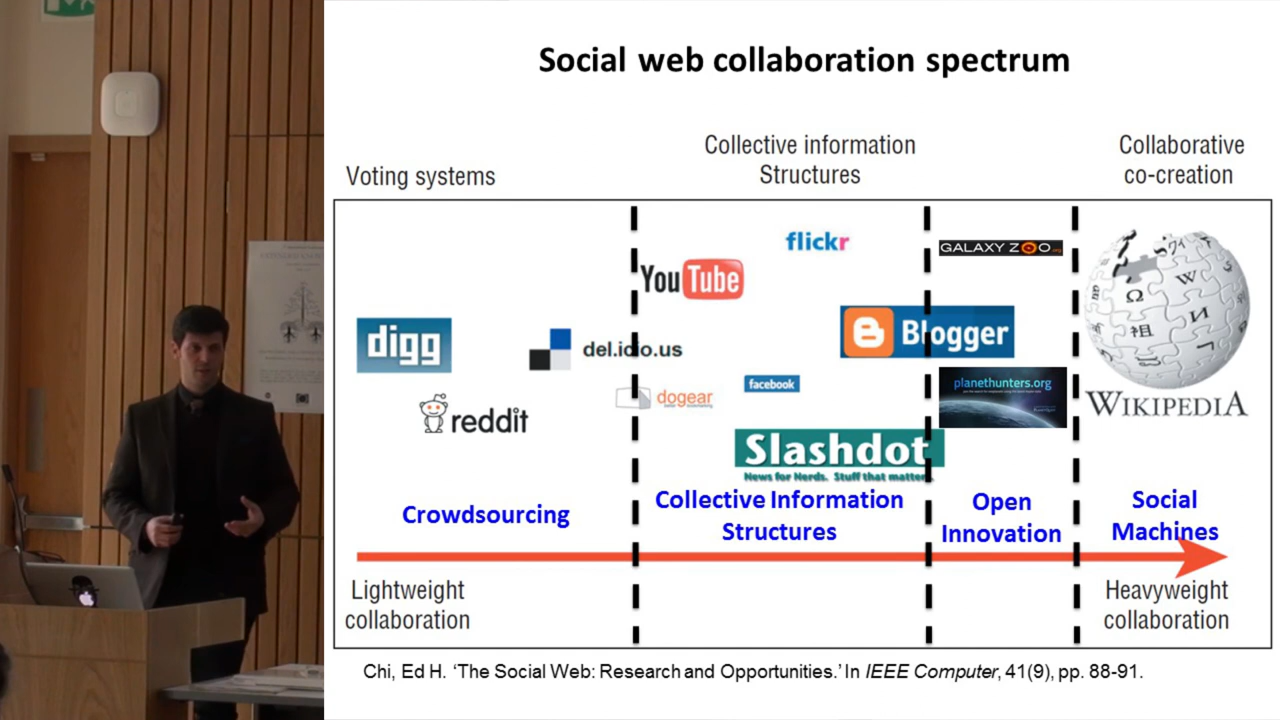 Social web collaboration spectrum
Voting systems
Collective information
Structures
Collaborative
co-creation
flickr
GALAXY ZOO.org
YouTube
digg
del.icio.us
Blogger
facebook
planethunters.org
dogear
reddit
WIKIPEDIA
Slashdot
News for Nerds. Stuff that matters.
Crowdsourcing
Collective Information
Structures
Open
Innovation
Social
Machines
Lightweight
collaboration
Heavyweight
collaboration
Chi, Ed H. ‘The Social Web: Research and Opportunities.’ In IEEE Computer, 41(9), pp. 88-91.